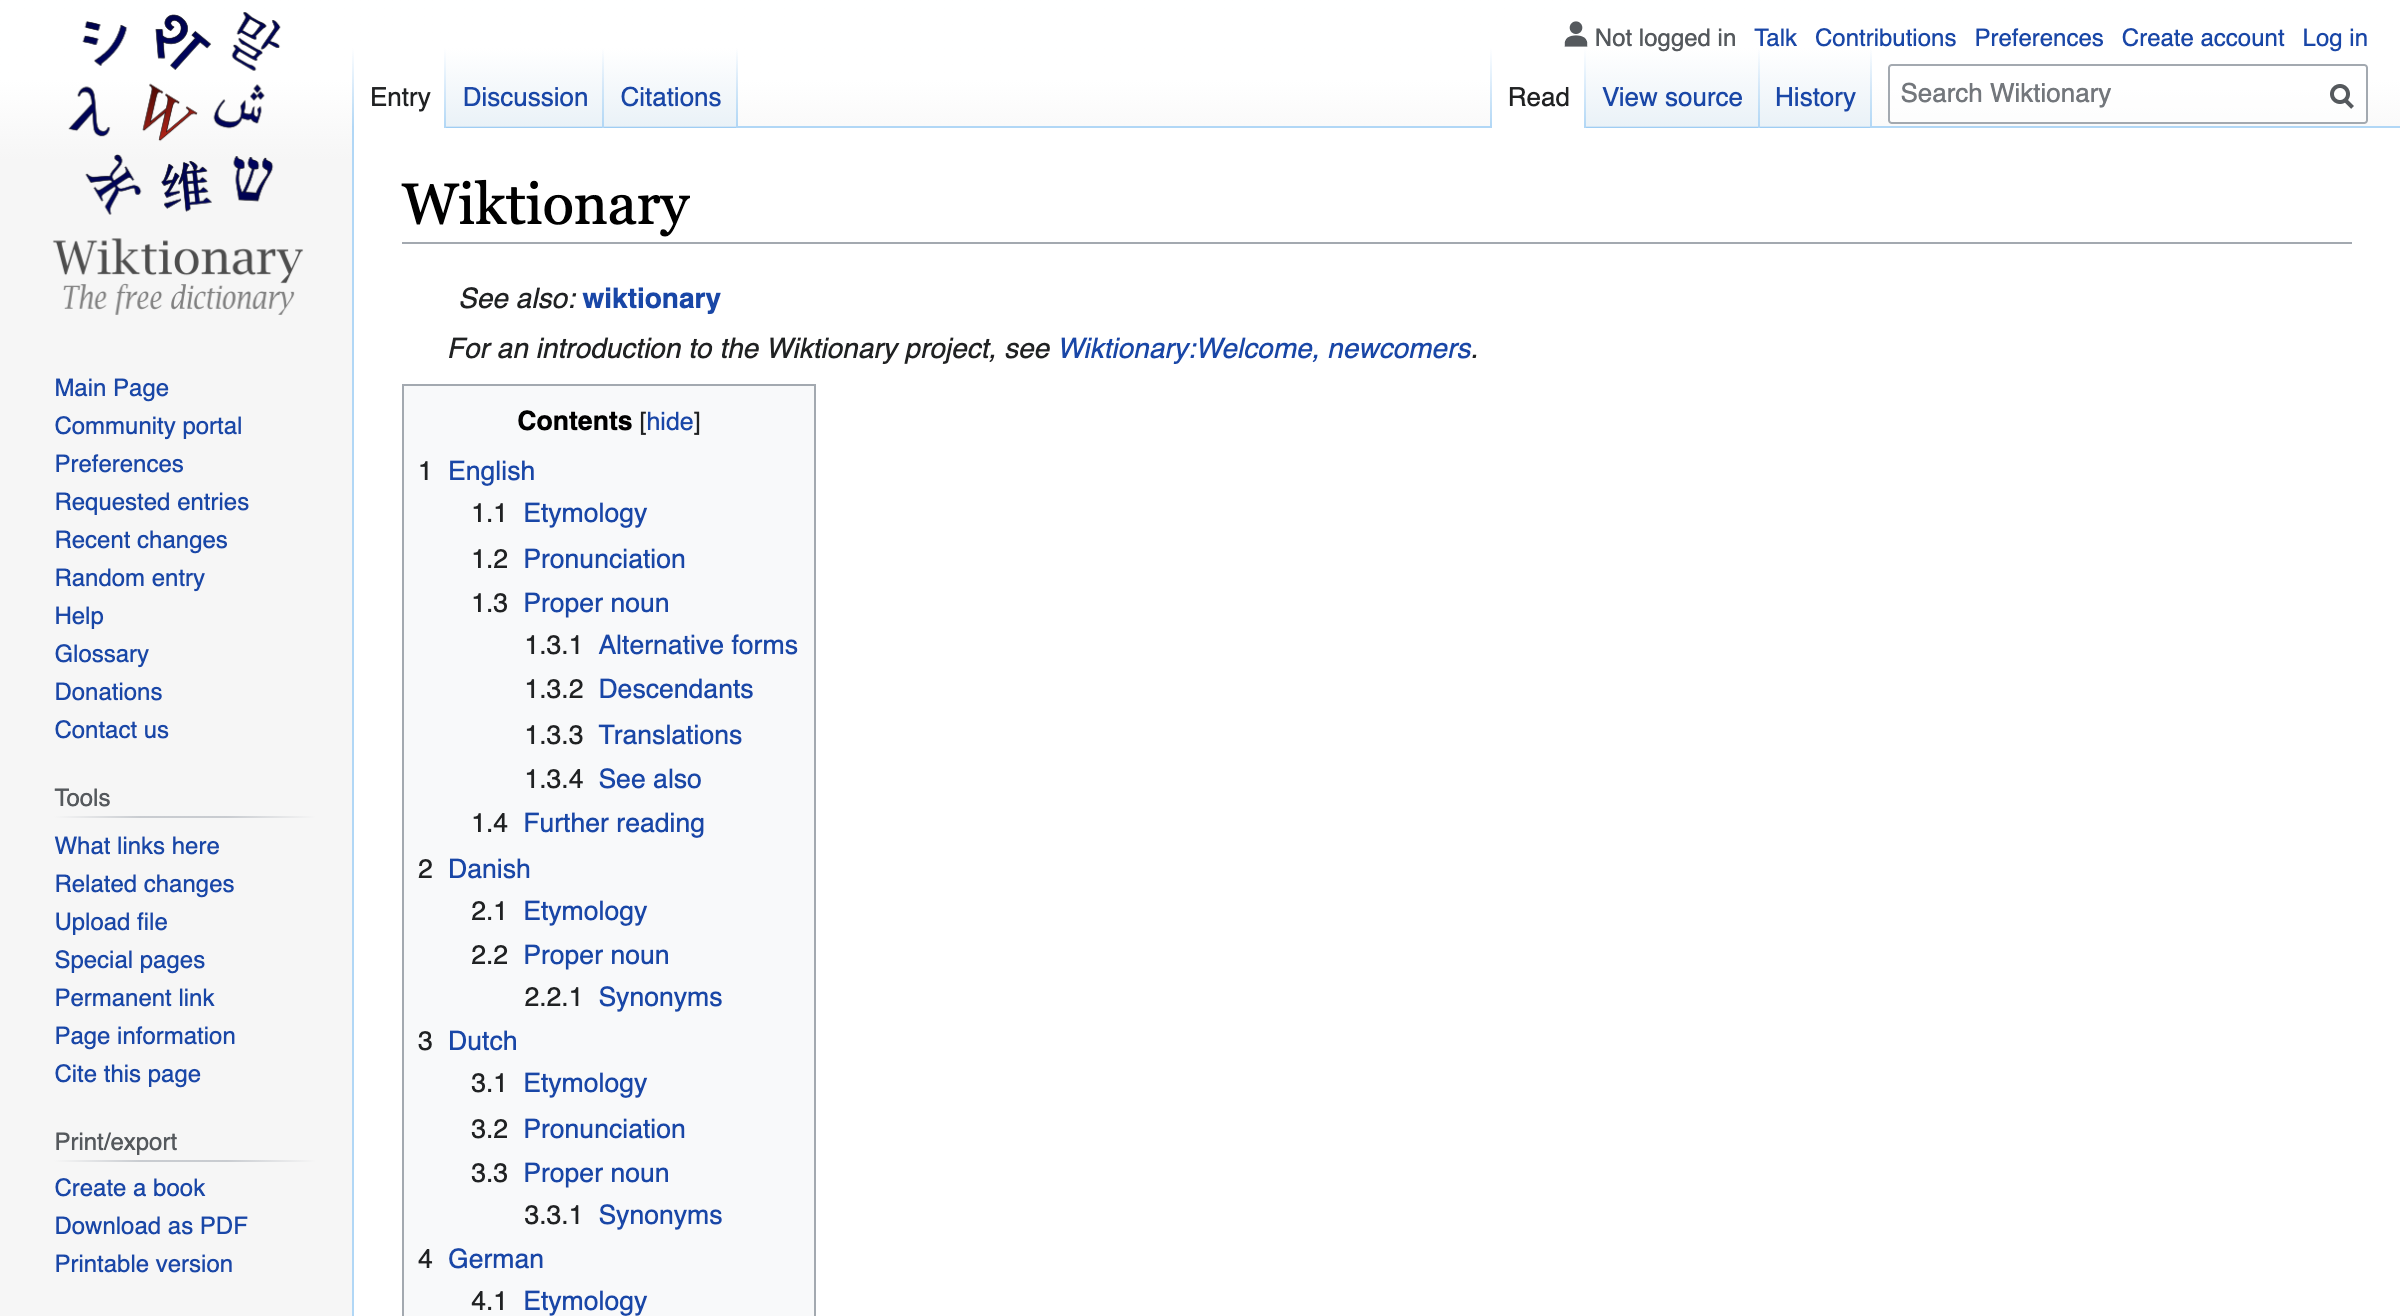 シ
ዋ
말
λ
W
ش
维
ש
Wiktionary
The free dictionary
Main Page
Community portal
Preferences
Requested entries
Recent changes
Random entry
Help
Glossary
Donations
Contact us
Tools
What links here
Related changes
Upload file
Special pages
Permanent link
Page information
Cite this page
Print/export
Create a book
Download as PDF
Printable version
Not logged in Talk Contributions Preferences Create account Log in
Entry Discussion Citations
Read View source History Search Wiktionary
Wiktionary
See also: wiktionary
For an introduction to the Wiktionary project, see Wiktionary:Welcome, newcomers.
Contents [hide]
1 English
1.1 Etymology
1.2 Pronunciation
1.3 Proper noun
1.3.1 Alternative forms
1.3.2 Descendants
1.3.3 Translations
1.3.4 See also
1.4 Further reading
2 Danish
2.1 Etymology
2.2 Proper noun
2.2.1 Synonyms
3 Dutch
3.1 Etymology
3.2 Pronunciation
3.3 Proper noun
3.3.1 Synonyms
4 German
4.1 Etymology